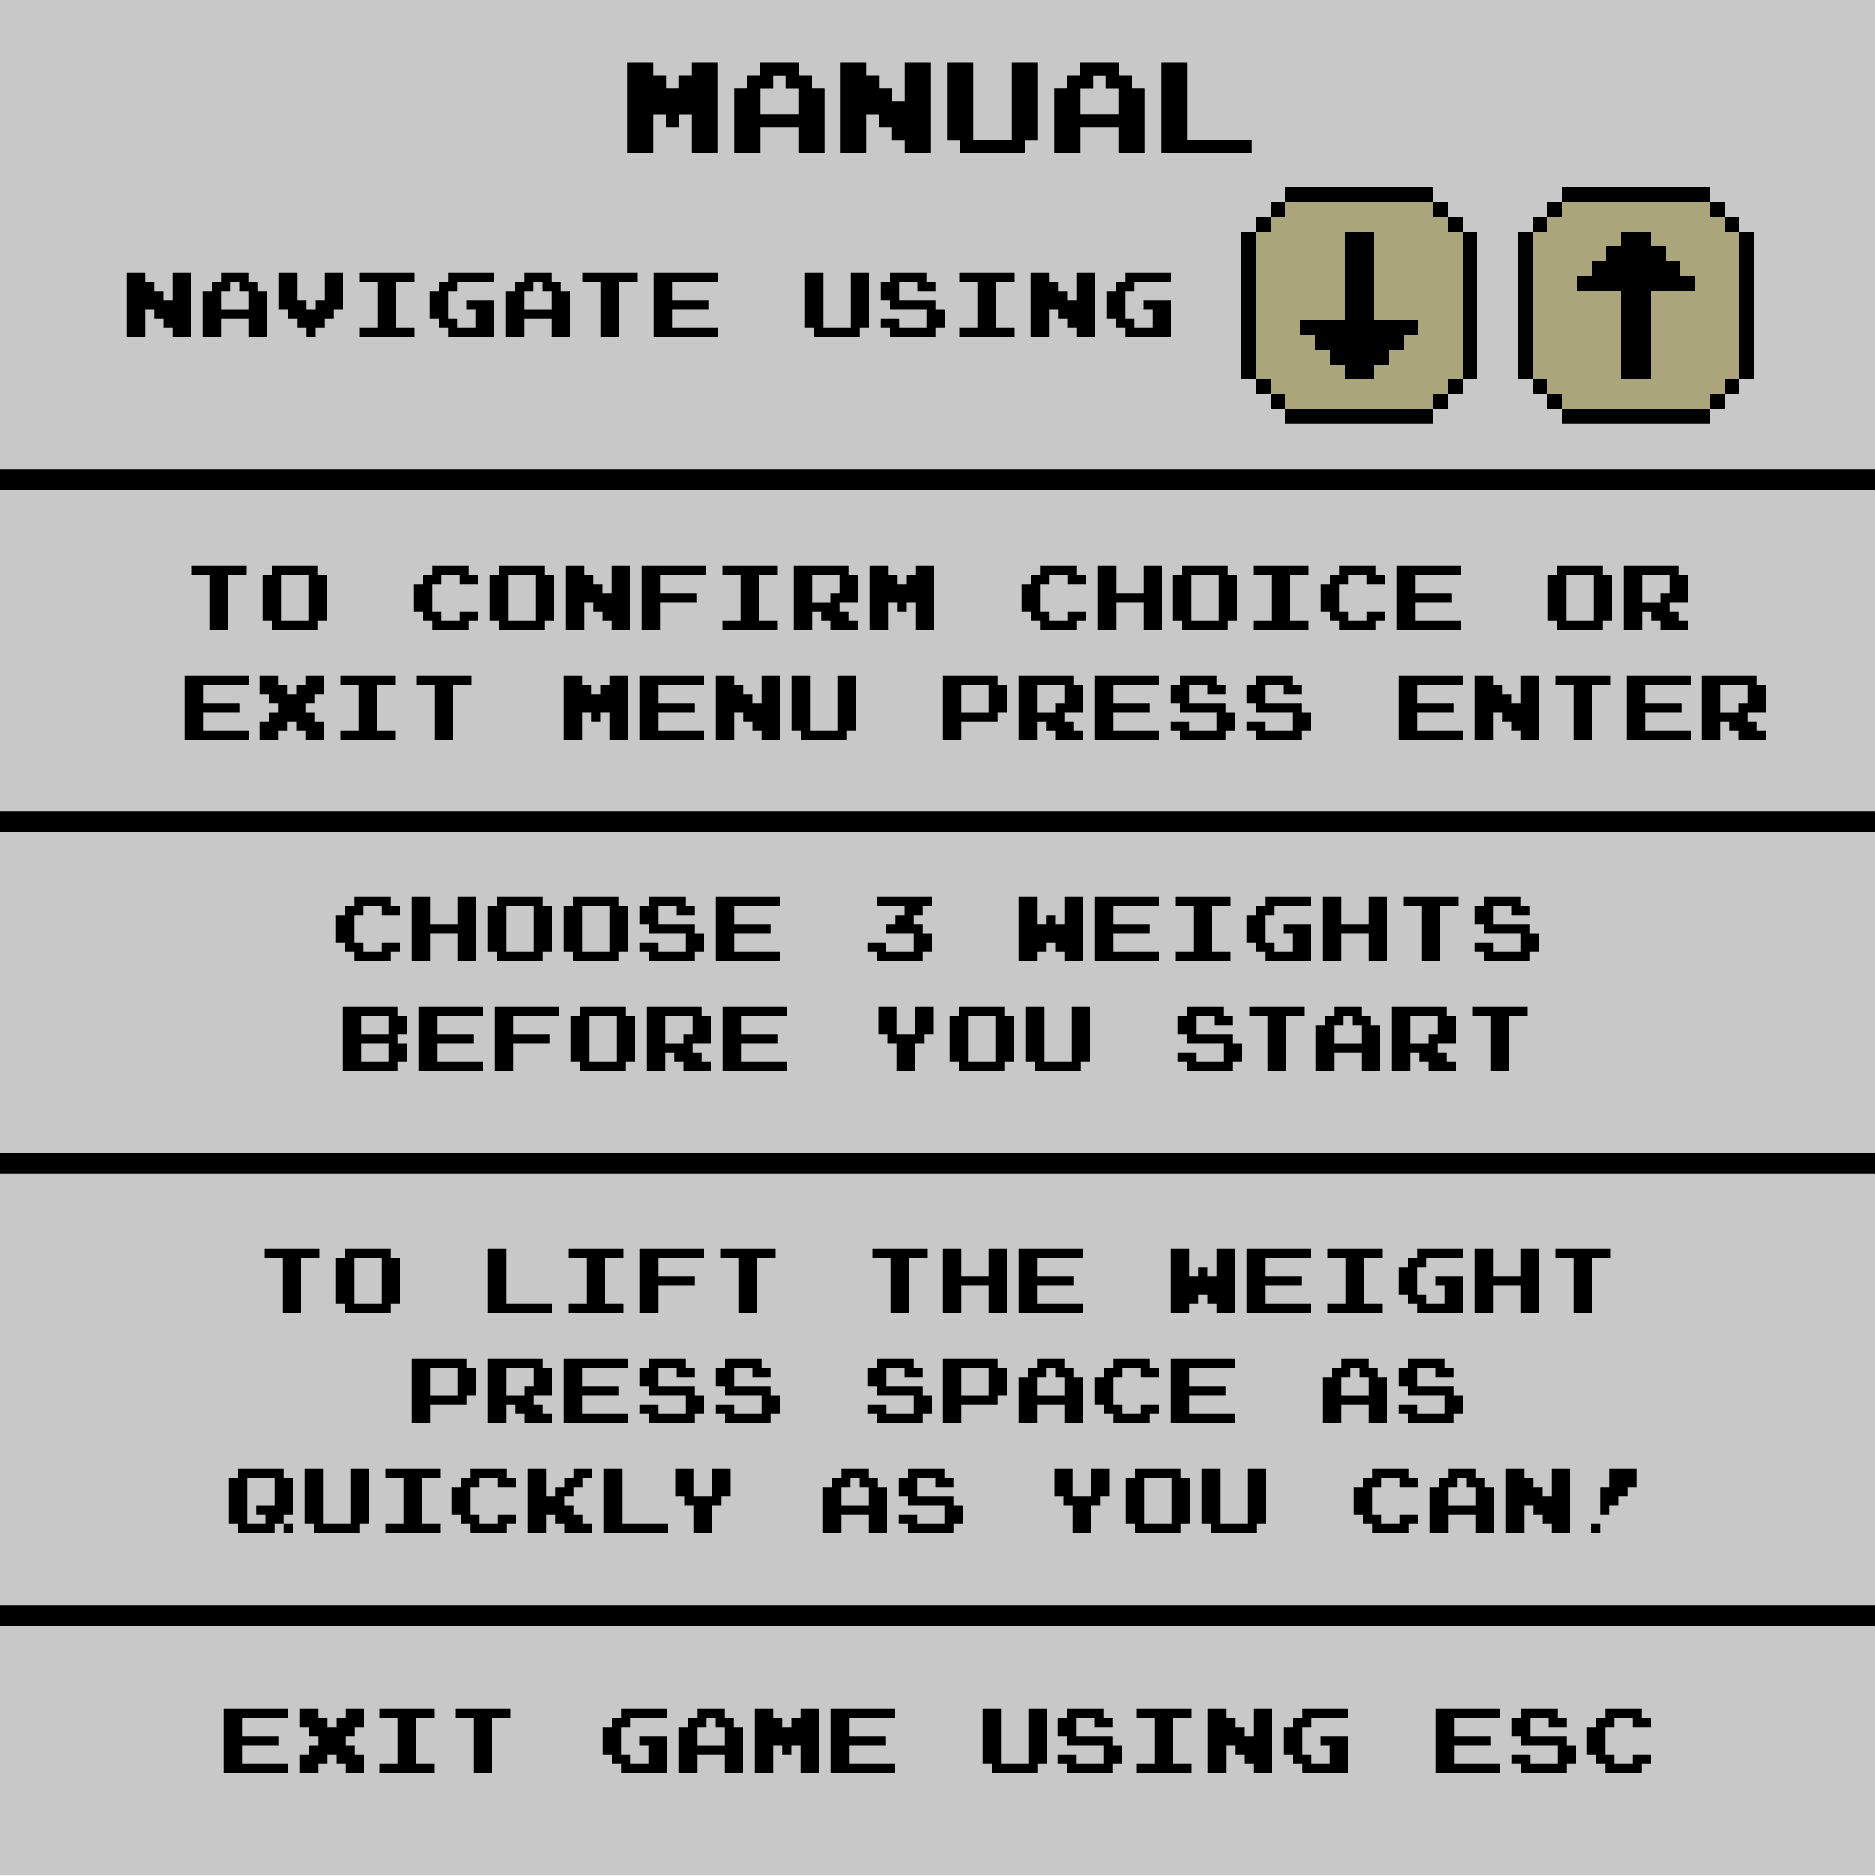 MANUAL
NAVIGATE USING ↓ ↑
TO CONFIRM CHOICE OR
EXIT MENU PRESS ENTER
CHOOSE 3 WEIGHTS
BEFORE YOU START
TO LIFT THE WEIGHT
PRESS SPACE AS
QUICKLY AS YOU CAN!
EXIT GAME USING ESC